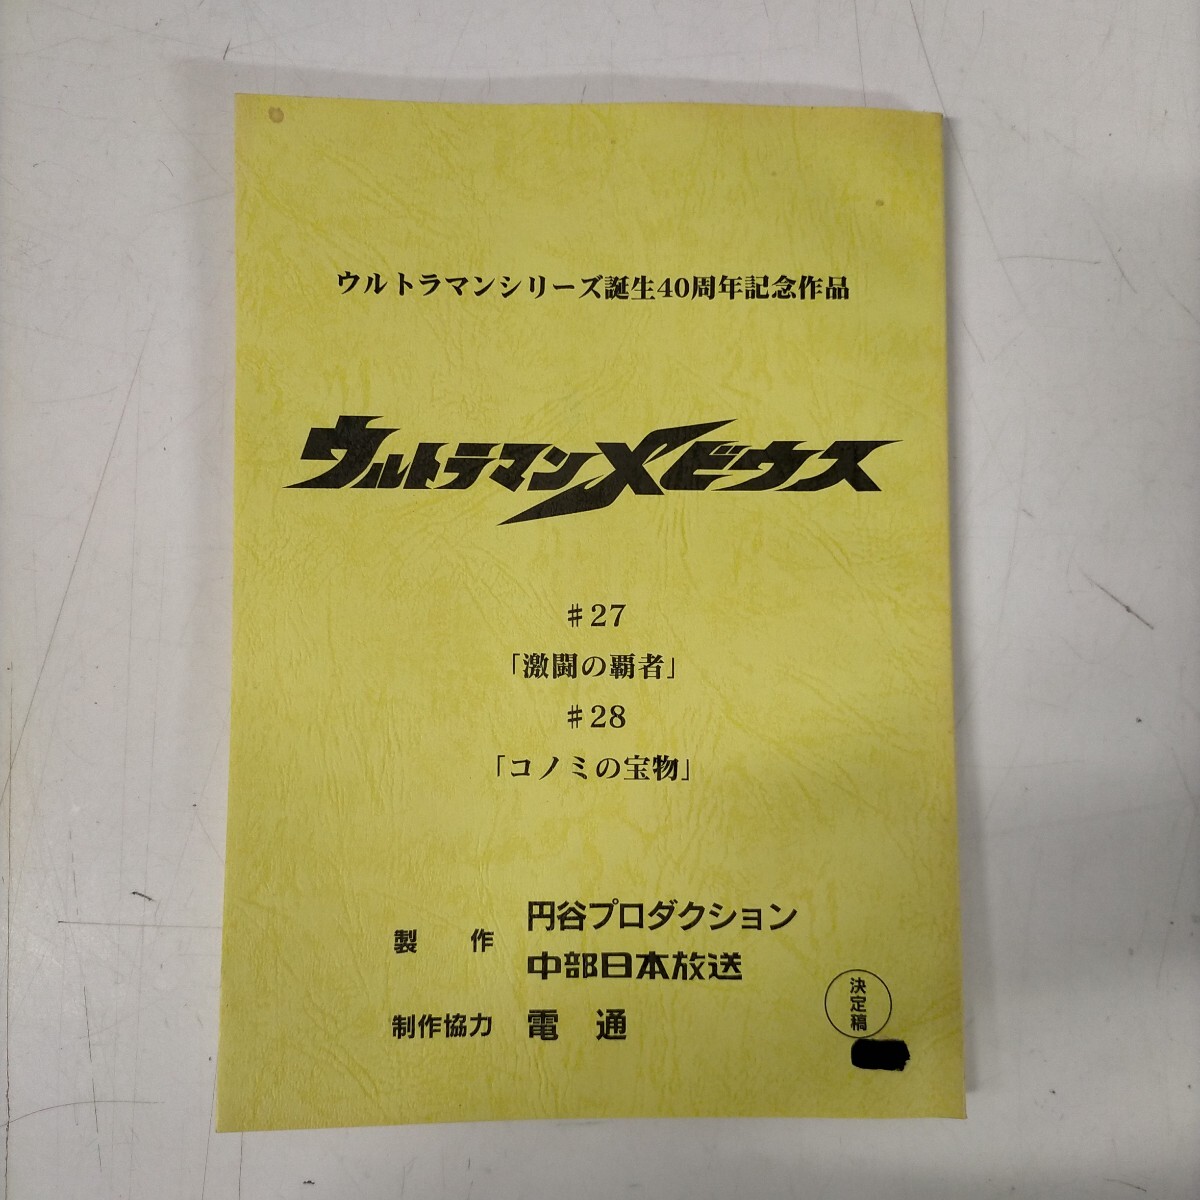 ウルトラマンシリーズ誕生40周年記念作品
ウルトラマンメビウス
♯27
「激闘の覇者」
♯28
「コノミの宝物」
製　作 円谷プロダクション
中部日本放送
制作協力 電　通
決定稿